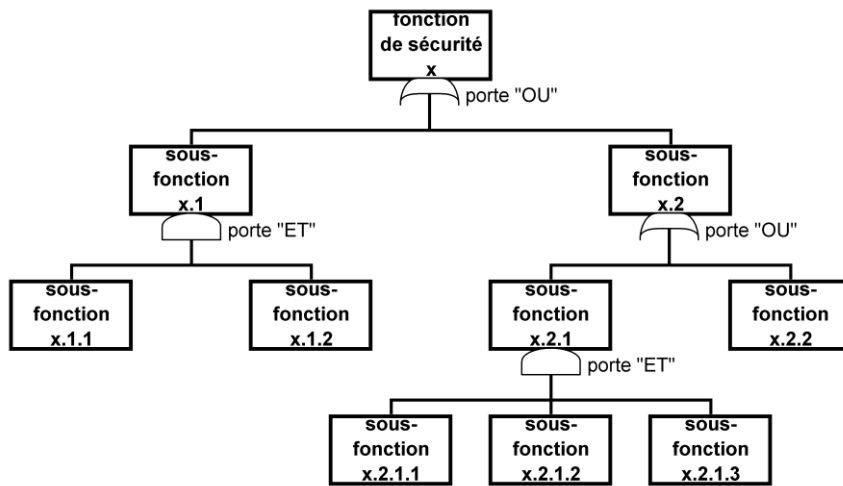 fonction
de sécurité
x
porte "OU"
sous-
fonction
x.1
porte "ET"
sous-
fonction
x.2
porte "OU"
sous-
fonction
x.1.1
sous-
fonction
x.1.2
sous-
fonction
x.2.1
porte "ET"
sous-
fonction
x.2.2
sous-
fonction
x.2.1.1
sous-
fonction
x.2.1.2
sous-
fonction
x.2.1.3